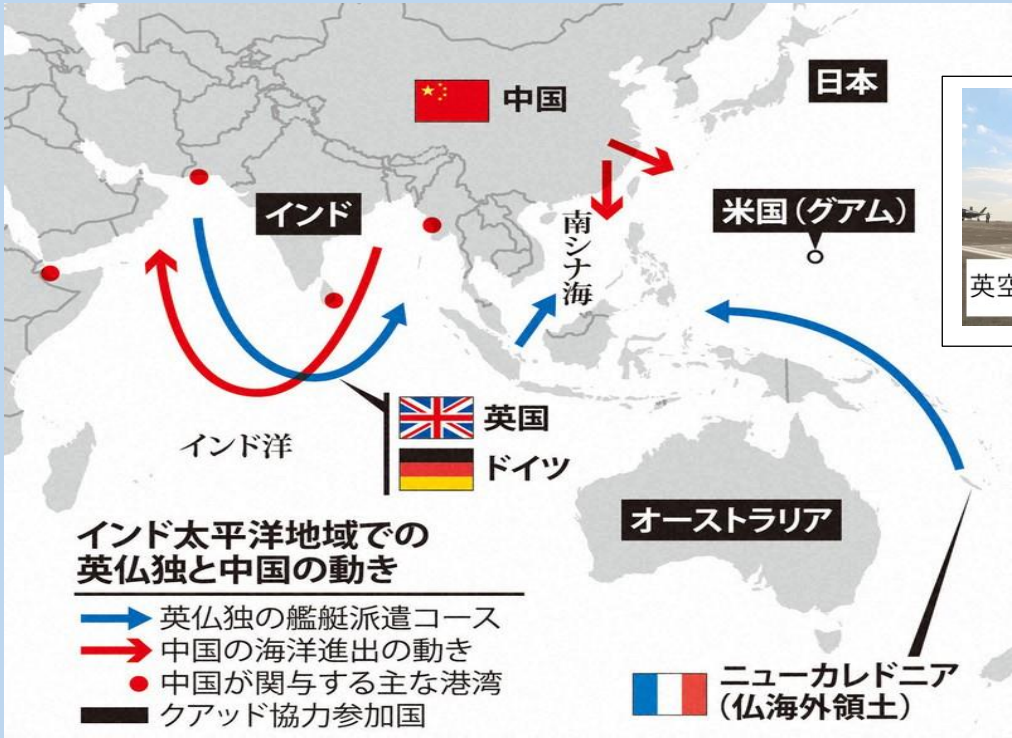 中国
日本
インド
米国(グアム)
南シナ海
英空
インド洋
英国
ドイツ
オーストラリア
インド太平洋地域での
英仏独と中国の動き
英仏独の艦艇派遣コース
中国の海洋進出の動き
中国が関与する主な港湾
クアッド協力参加国
ニューカレドニア
(仏海外領土)